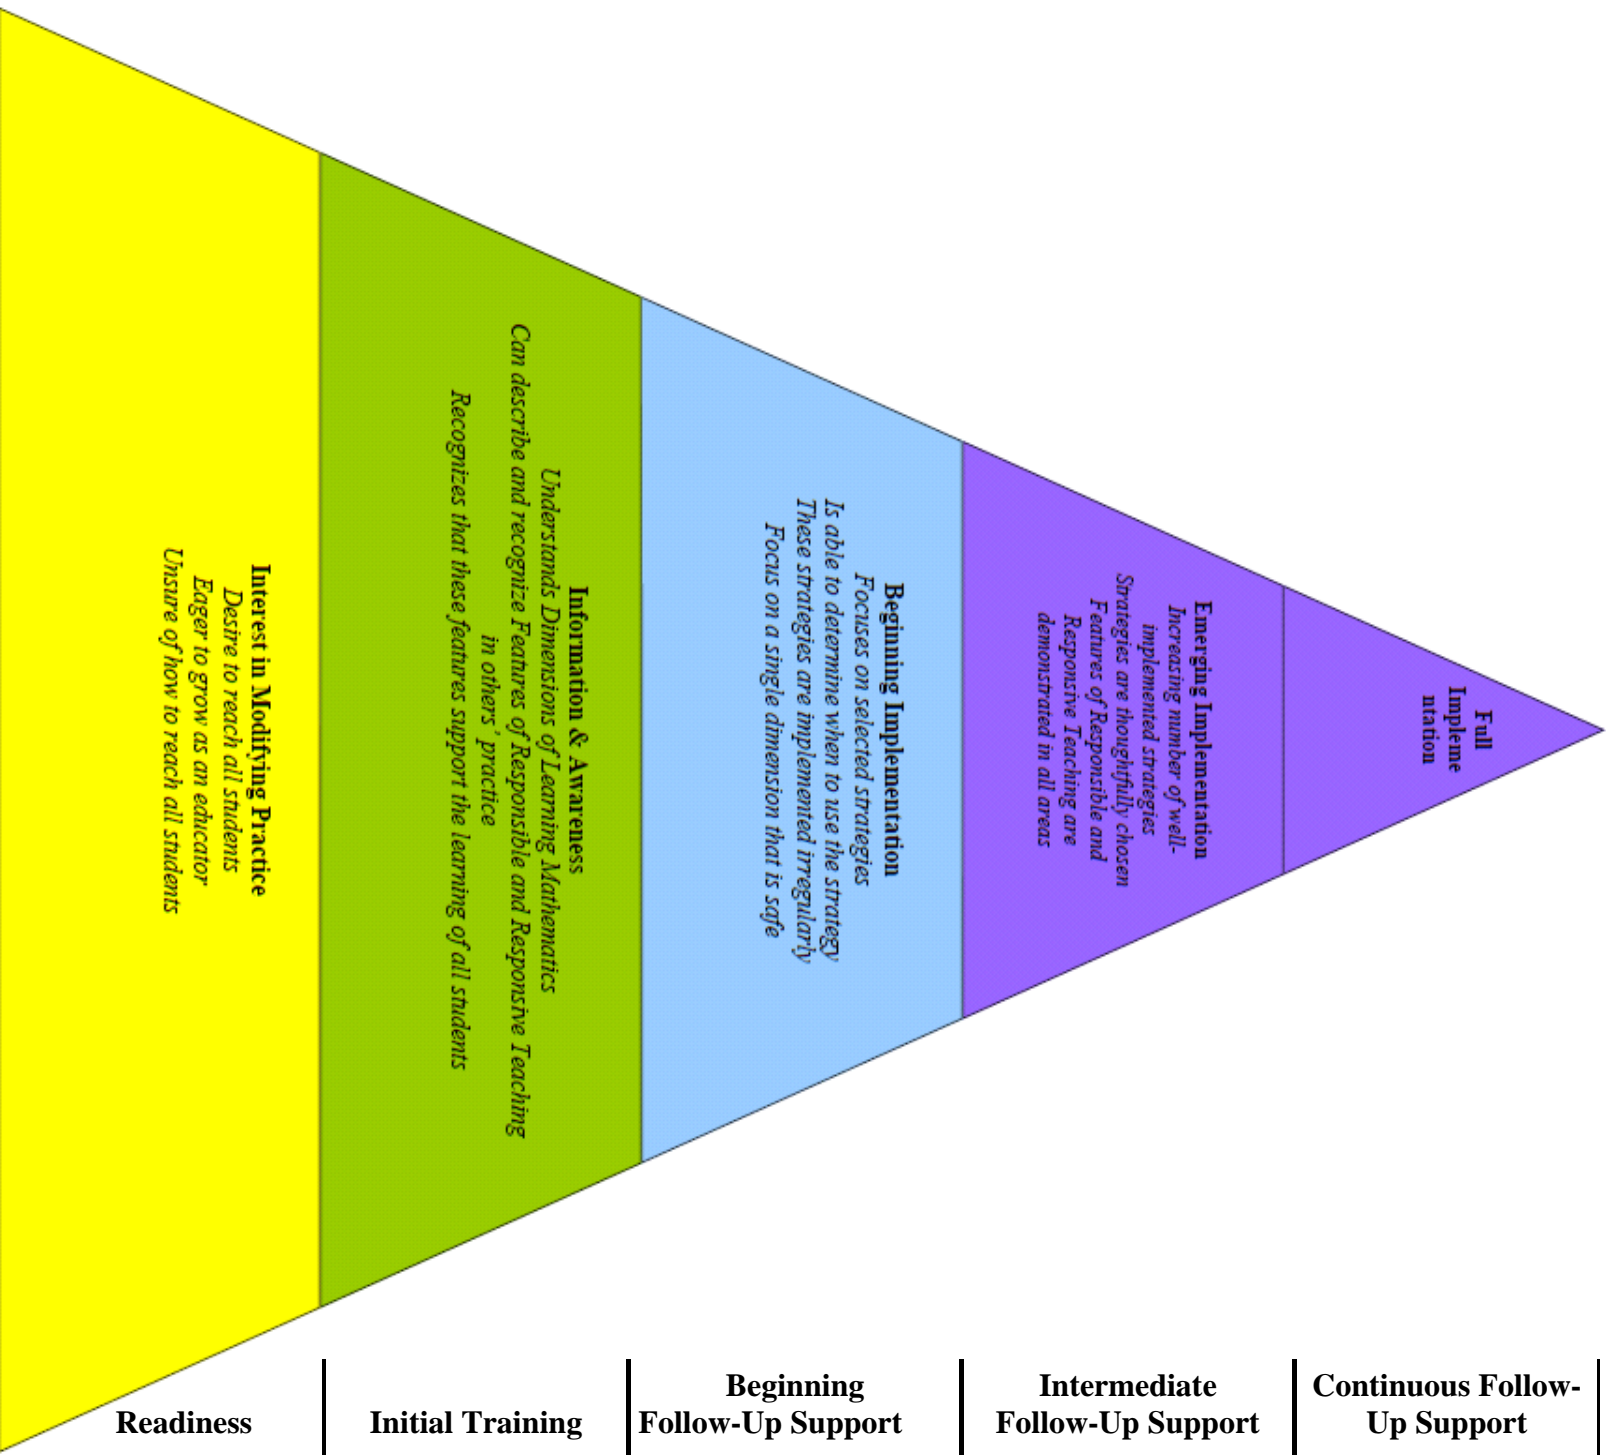 Interest in Modifying Practice
Desire to reach all students
Eager to grow as an educator
Unsure of how to reach all students
Information & Awareness
Understands Dimensions of Learning Mathematics
Can describe and recognize Features of Responsible and Responsive Teaching
in others' practice
Recognizes that these features support the learning of all students
Beginning Implementation
Focuses on selected strategies
Is able to determine when to use the strategy
These strategies are implemented irregularly
Focus on a single dimension that is safe
Emerging Implementation
Increasing number of well-
implemented strategies
Strategies are thoughtfully chosen
Features of Responsible and
Responsive Teaching are
demonstrated in all areas
Full
Impleme
ntation
Readiness
Initial Training
Beginning
Follow-Up Support
Intermediate
Follow-Up Support
Continuous Follow-
Up Support